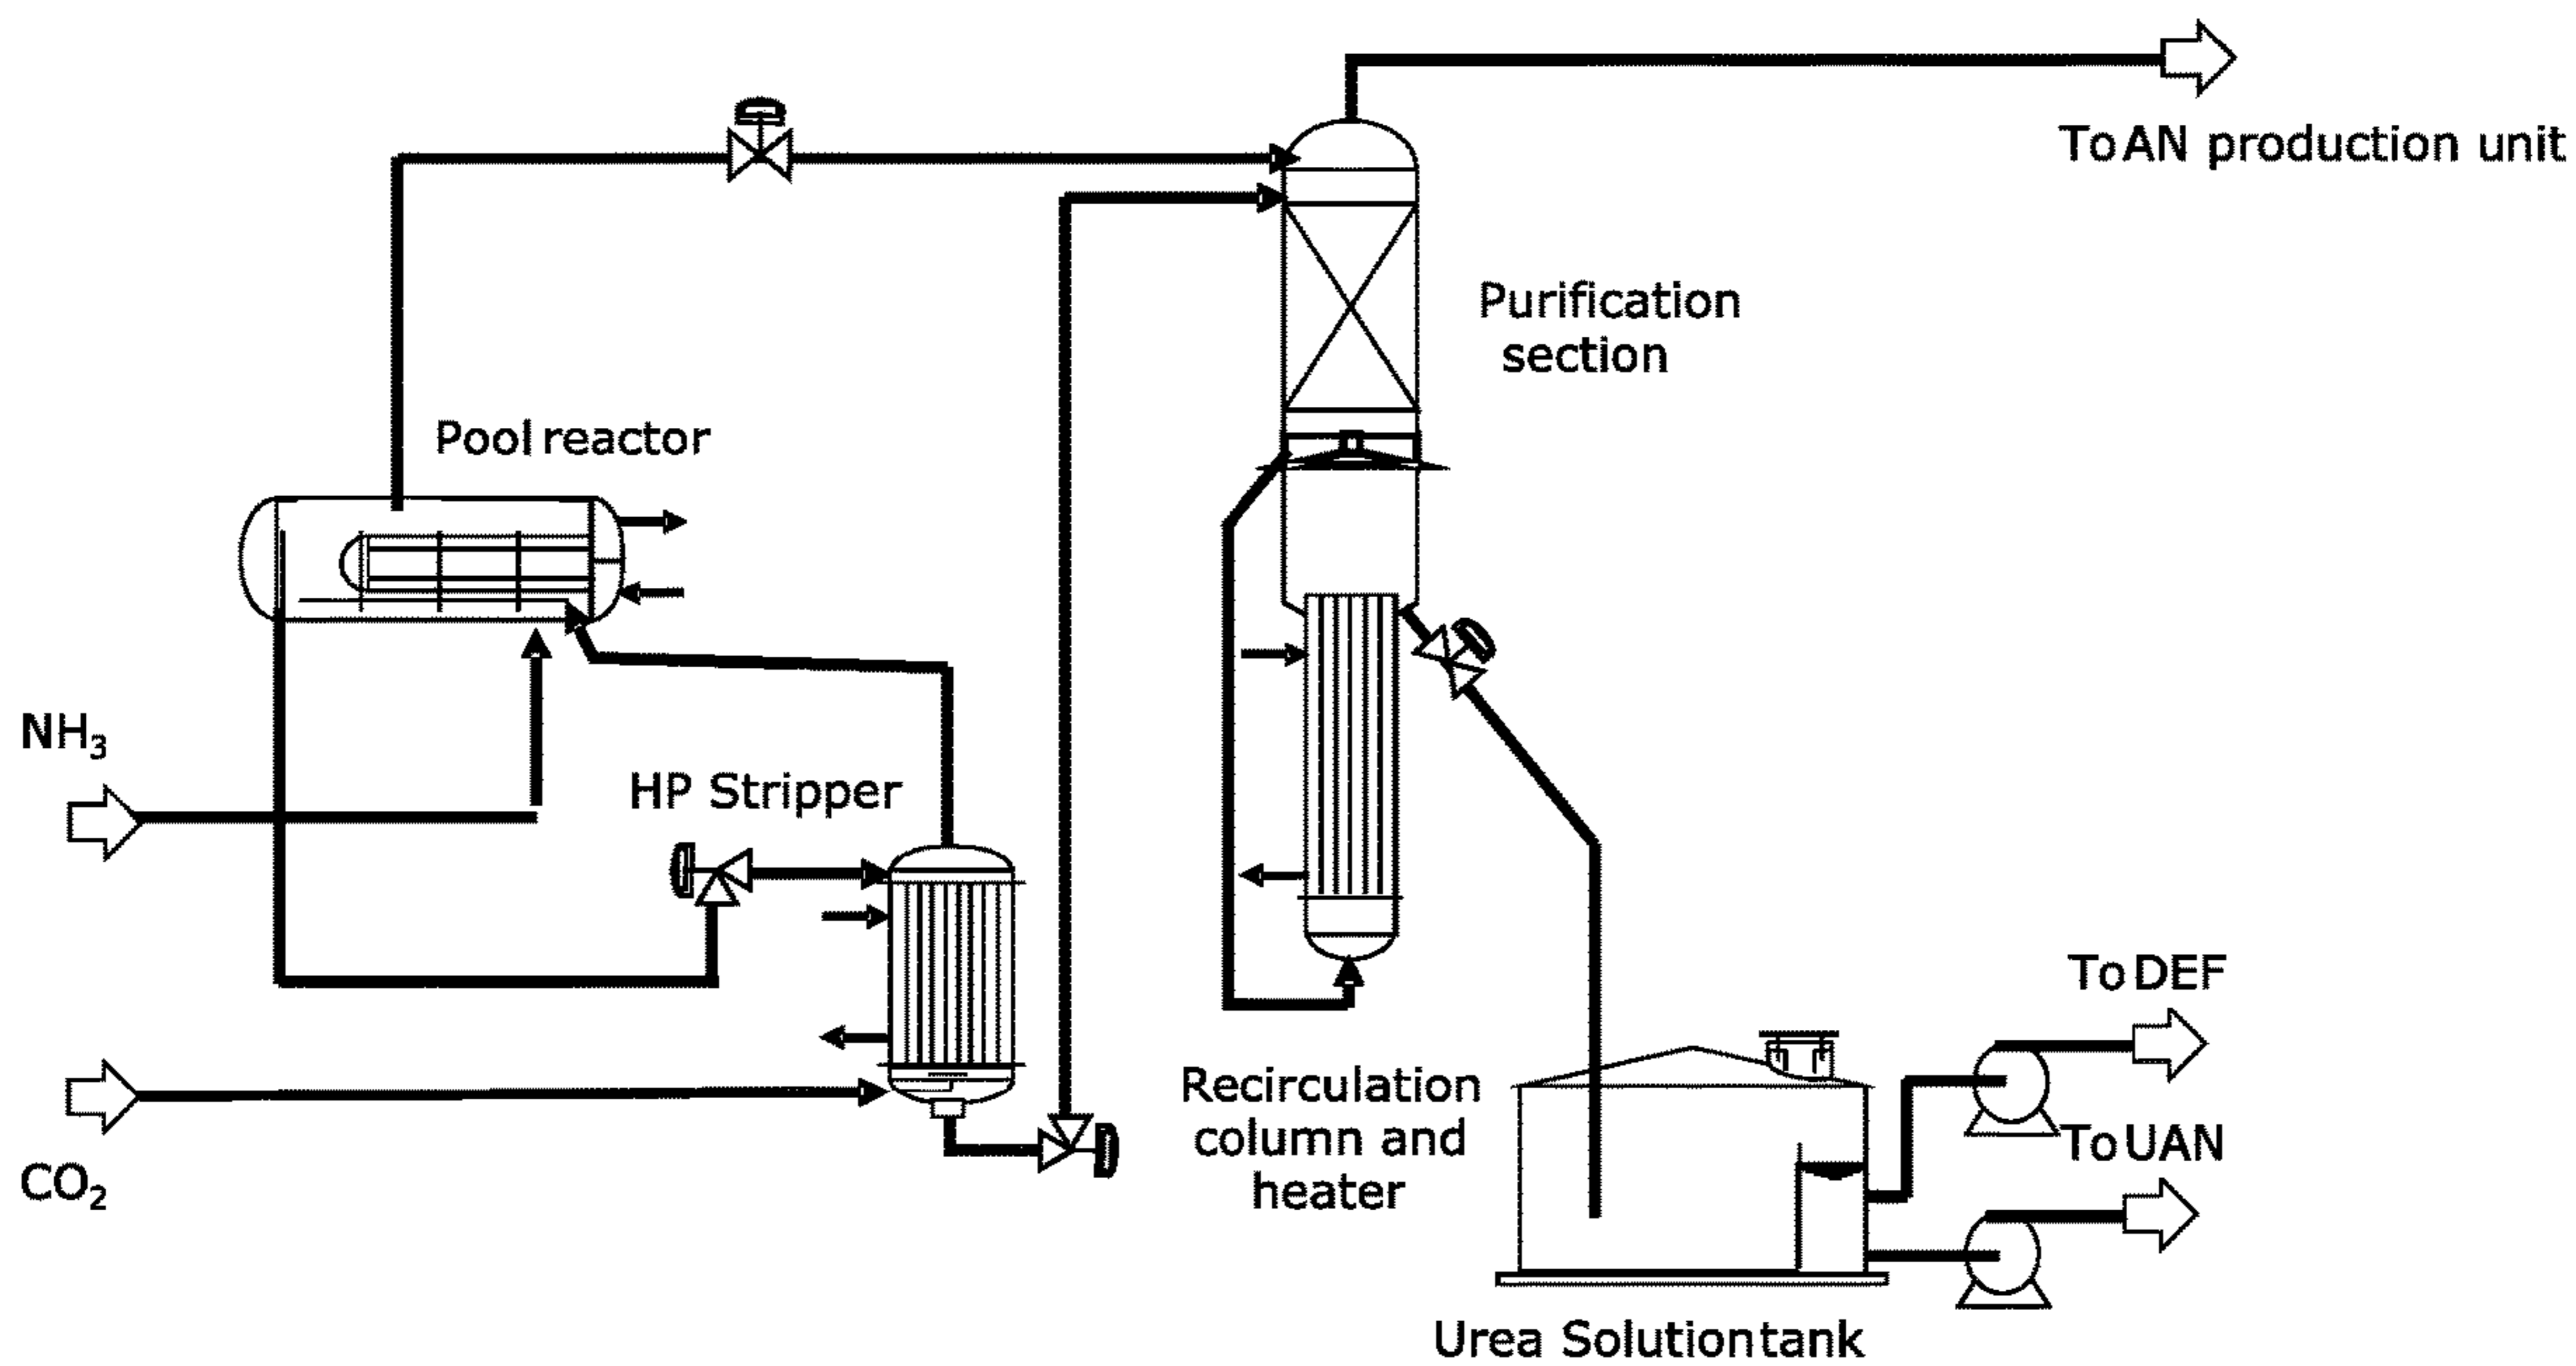 To AN production unit
Purification
section
Pool reactor
NH₃
HP Stripper
To DEF
Recirculation
column and
heater
To UAN
CO₂
Urea Solution tank